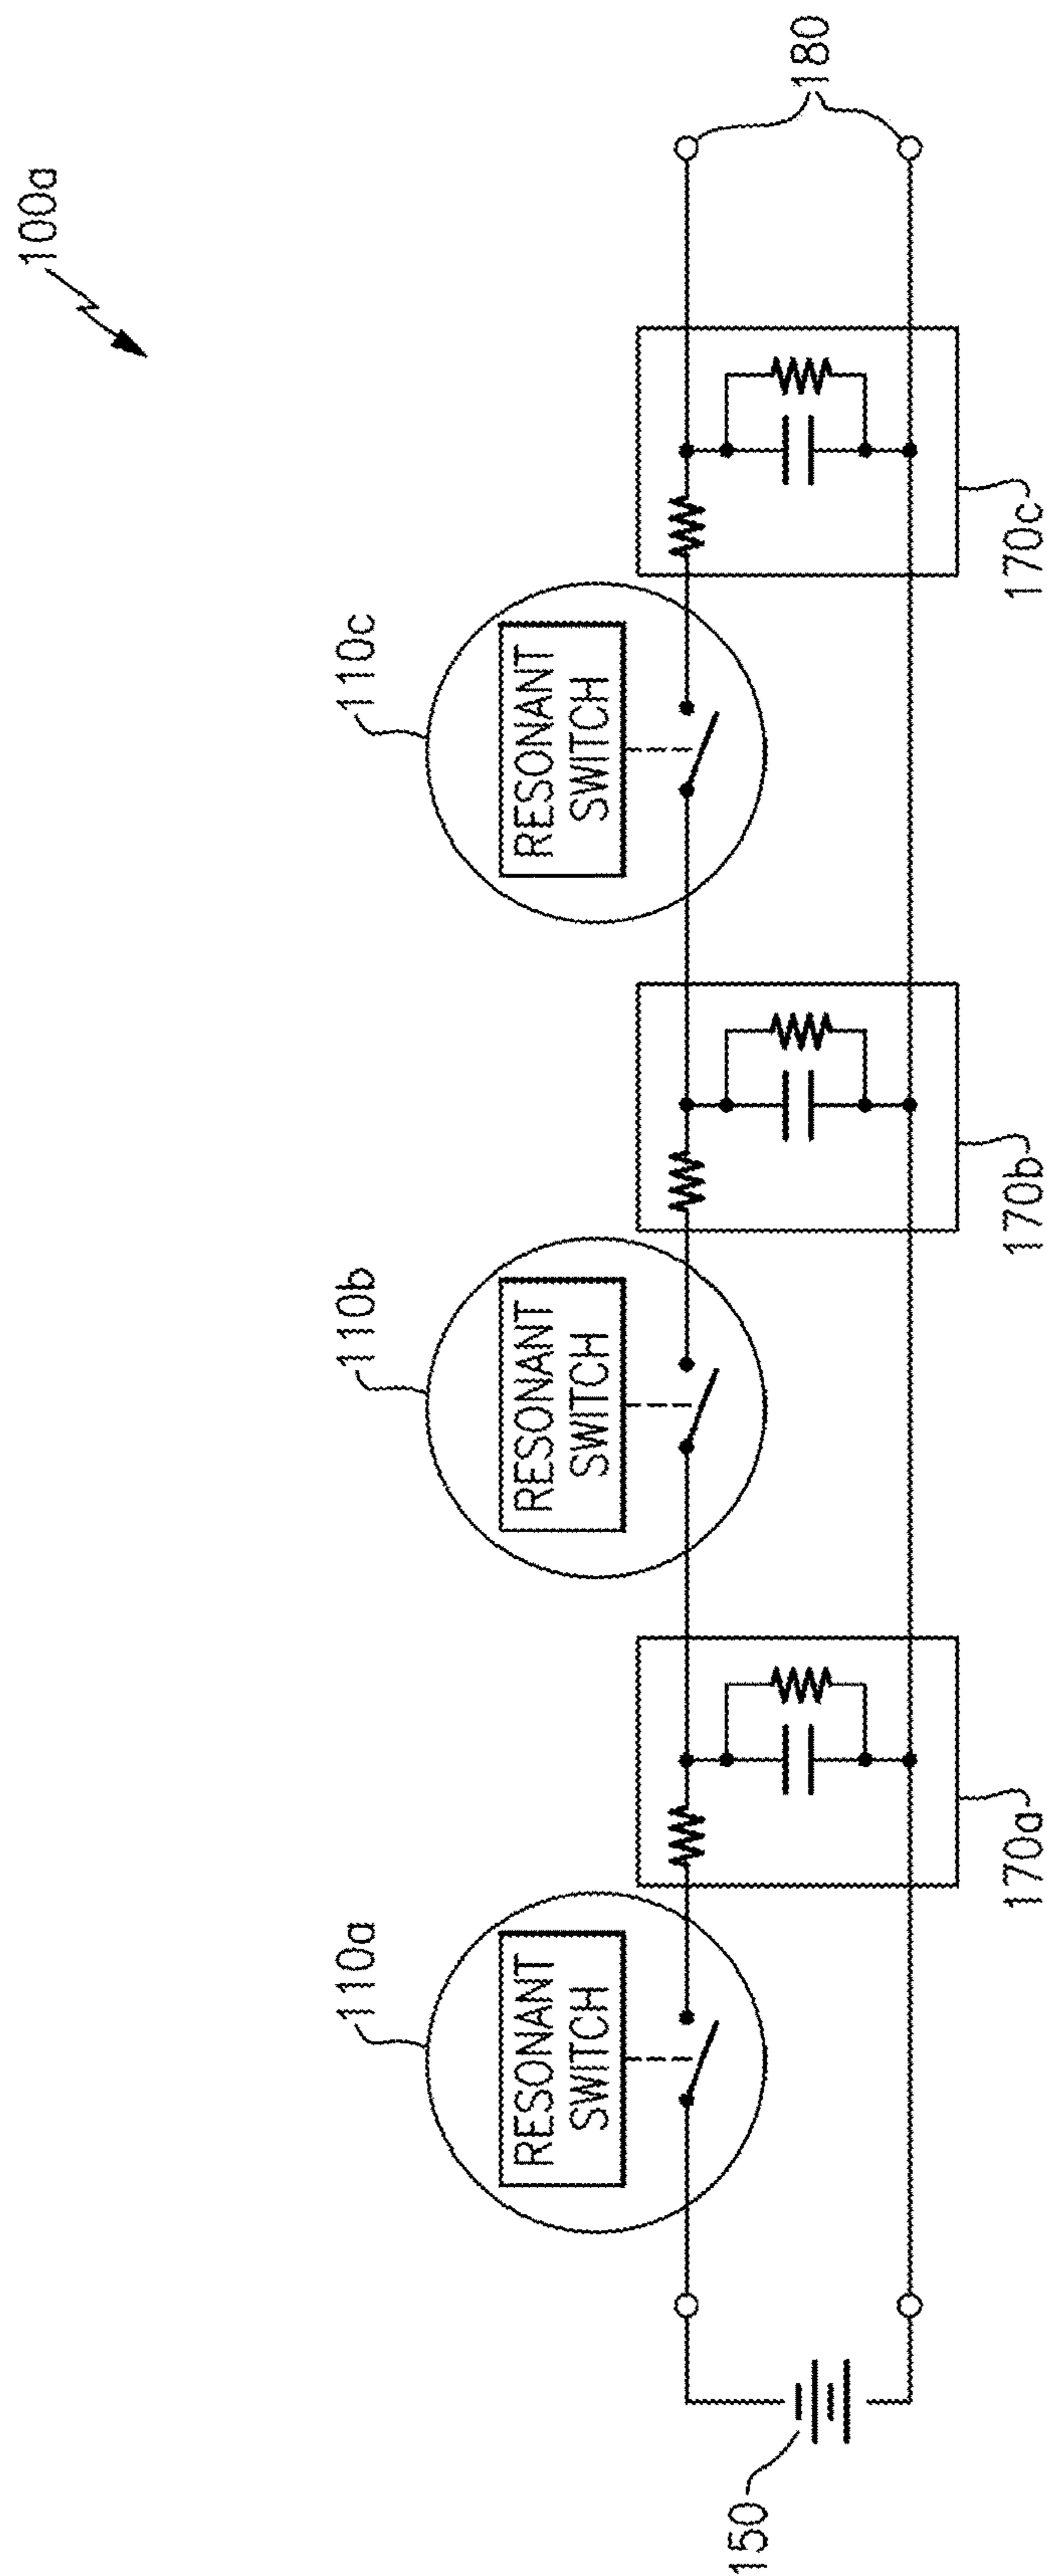 100a
110a
110b
110c
RESONANT
SWITCH
RESONANT
SWITCH
RESONANT
SWITCH
150
180
170a
170b
170c